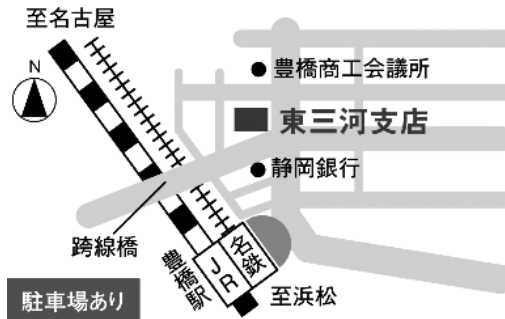 至名古屋
N
豊橋商工会議所
東三河支店
静岡銀行
跨線橋
豊橋駅
JR
名鉄
至浜松
駐車場あり